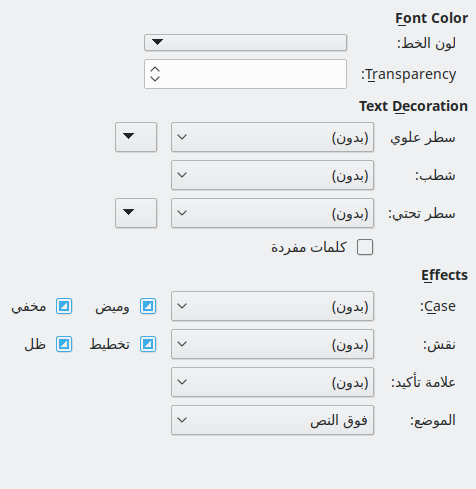 Font Color
لون الخط:
Transparency:
Text Decoration
سطر علوي (بدون)
شطب: (بدون)
سطر تحتي: (بدون)
كلمات مفردة
Effects
Case: (بدون) وميض مخفي
نقش: (بدون) تخطيط ظل
علامة تأكيد: (بدون)
الموضع: فوق النص